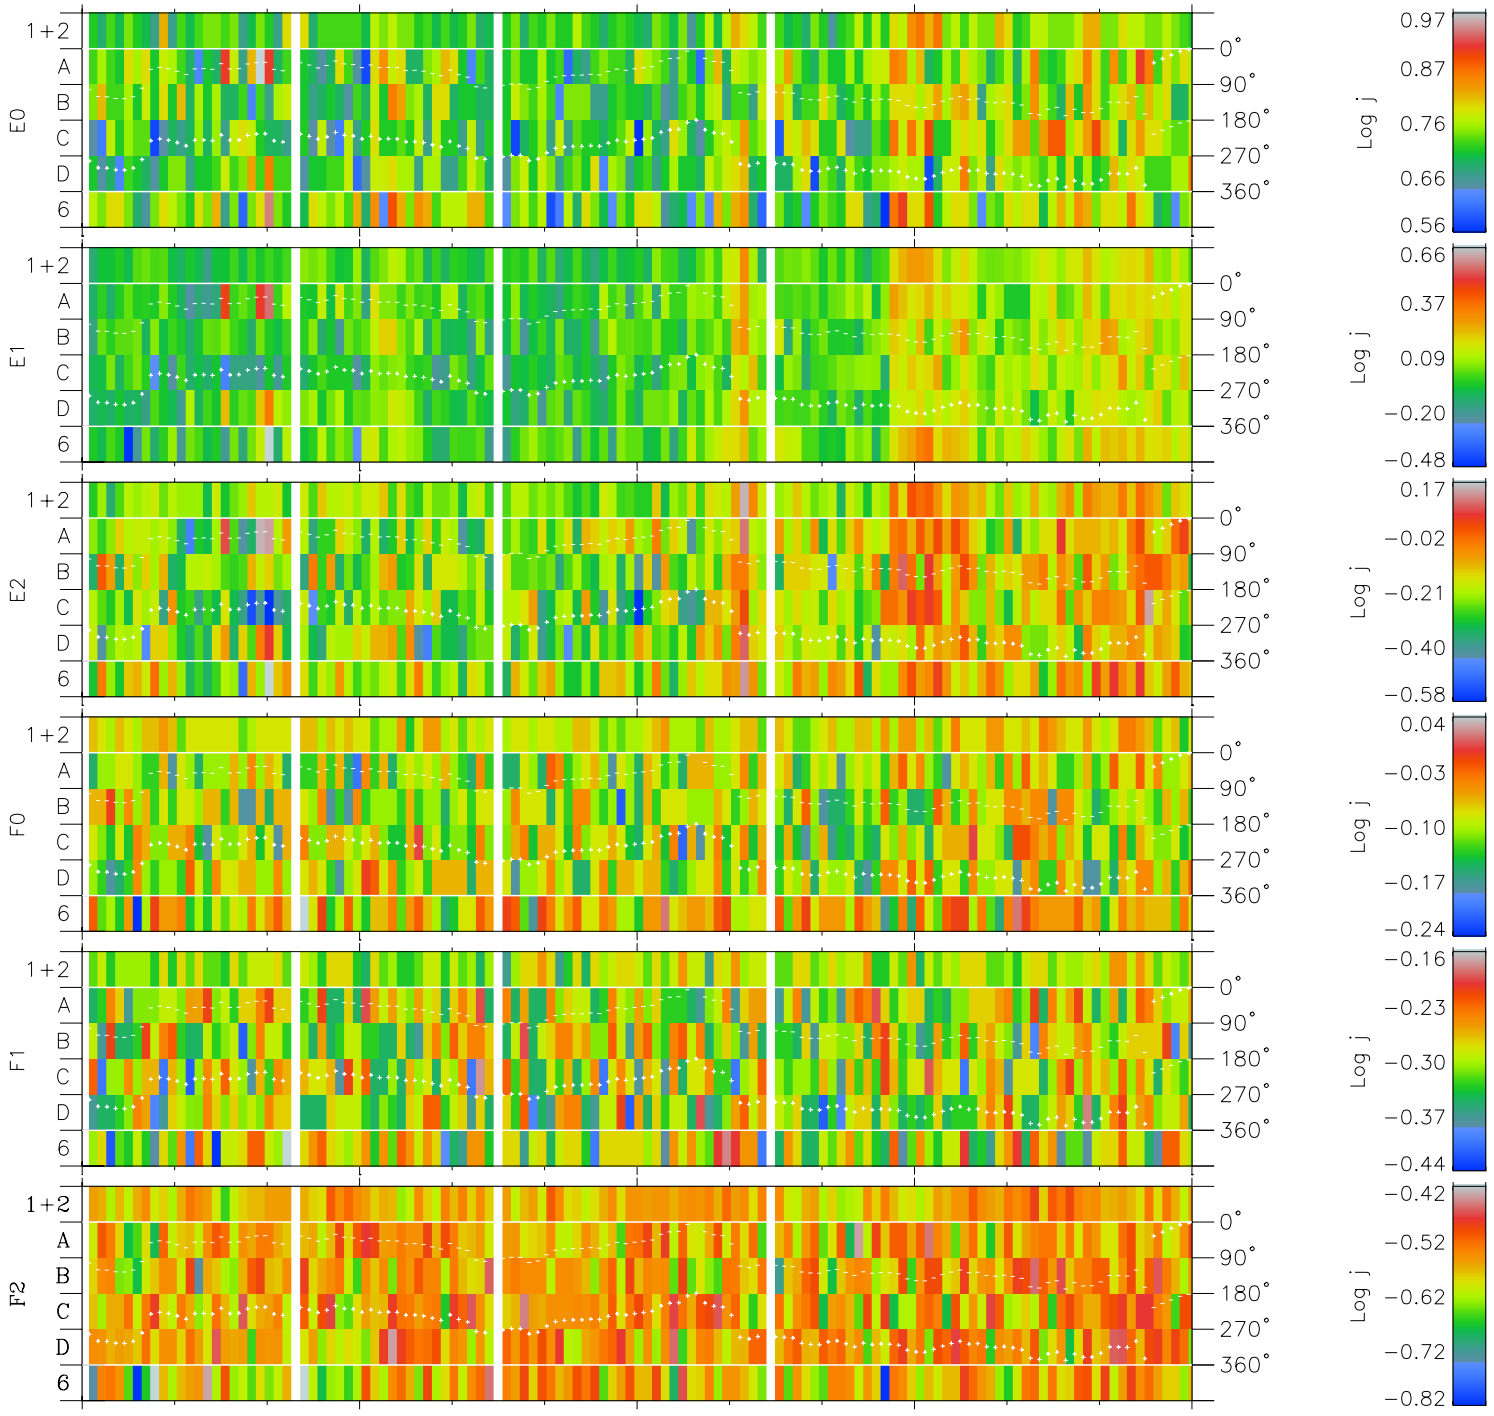 E0
1+2
A
B
C
D
6
0°
90°
180°
270°
360°
Log j
0.97
0.87
0.76
0.66
0.56
E1
1+2
A
B
C
D
6
0°
90°
180°
270°
360°
Log j
0.66
0.37
0.09
−0.20
−0.48
E2
1+2
A
B
C
D
6
0°
90°
180°
270°
360°
Log j
0.17
−0.02
−0.21
−0.40
−0.58
F0
1+2
A
B
C
D
6
0°
90°
180°
270°
360°
Log j
0.04
−0.03
−0.10
−0.17
−0.24
F1
1+2
A
B
C
D
6
0°
90°
180°
270°
360°
Log j
−0.16
−0.23
−0.30
−0.37
−0.44
F2
1+2
A
B
C
D
6
0°
90°
180°
270°
360°
Log j
−0.42
−0.52
−0.62
−0.72
−0.82